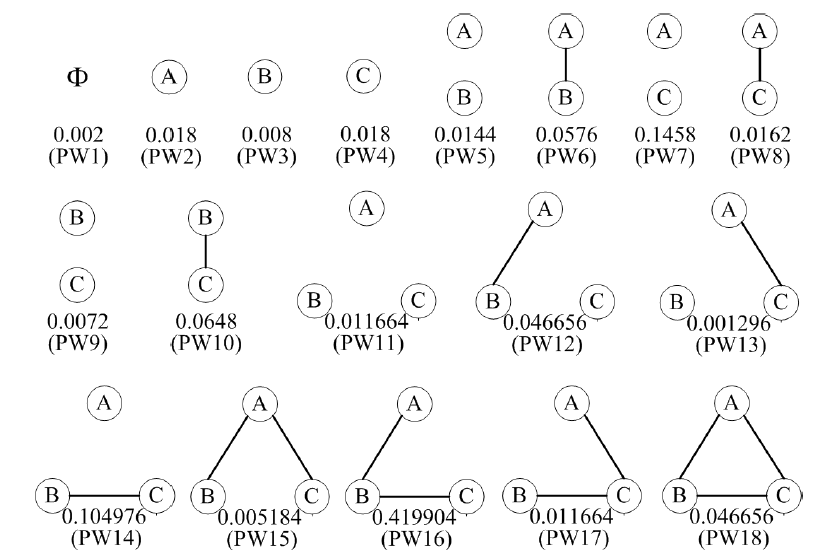 A A A A
Φ A B C
B B C C
0.002 0.018 0.008 0.018 0.0144 0.0576 0.1458 0.0162
(PW1) (PW2) (PW3) (PW4) (PW5) (PW6) (PW7) (PW8)
A A A
B B
C C
B C B C B C
0.0072 0.0648 0.011664 0.046656 0.001296
(PW9) (PW10) (PW11) (PW12) (PW13)
A A A A A
B C B C B C B C B C
0.104976 0.005184 0.419904 0.011664 0.046656
(PW14) (PW15) (PW16) (PW17) (PW18)